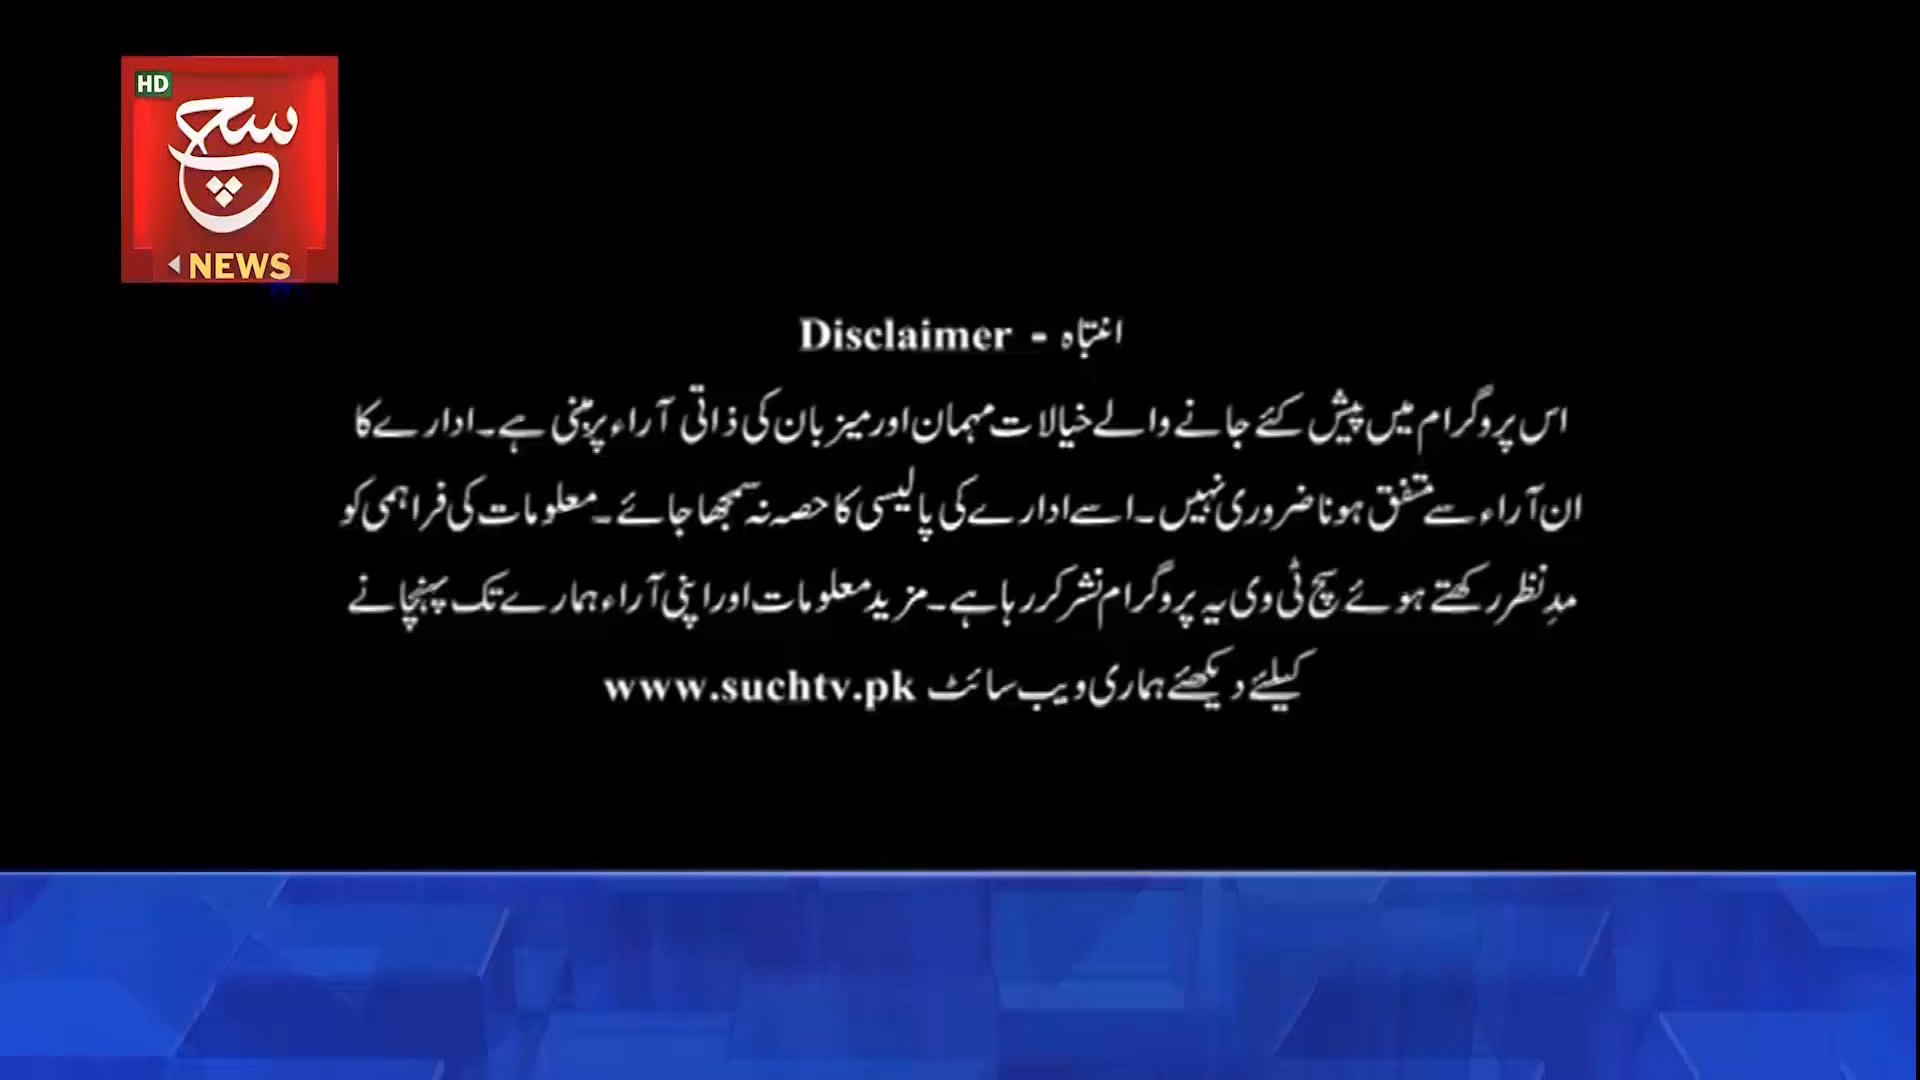 HD
سچ
NEWS
انتباہ - Disclaimer
اس پروگرام میں پیش کئے جانے والے خیالات مہمان اور میزبان کی ذاتی آراء پر مبنی ہے۔ ادارے کا
ان آراء سے متفق ہونا ضروری نہیں۔ اسے ادارے کی پالیسی کا حصہ نہ سمجھا جائے۔ معلومات کی فراہمی کو
مدِنظر رکھتے ہوئے سچ ٹی وی یہ پروگرام نشر کر رہا ہے۔ مزید معلومات اور اپنی آراء ہمارے تک پہنچانے
کیلئے دیکھئے ہماری ویب سائٹ www.suchtv.pk